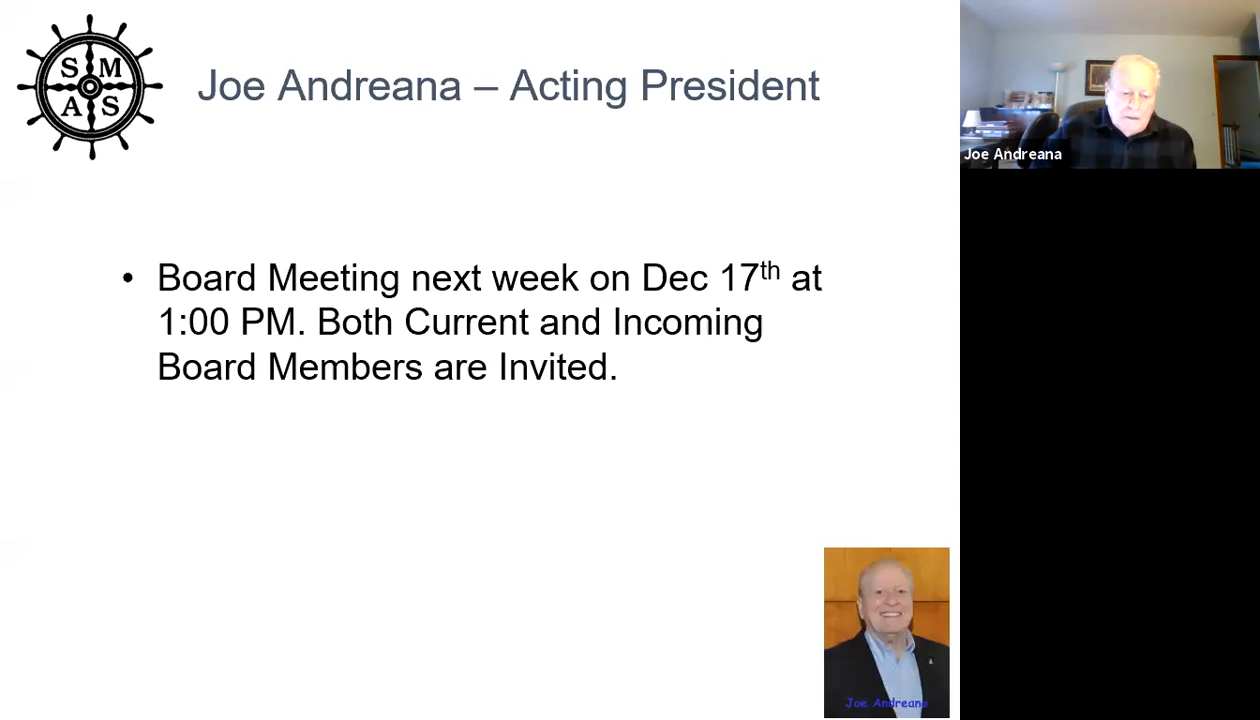 S M
A S
Joe Andreana – Acting President
Joe Andreana
• Board Meeting next week on Dec 17th at
1:00 PM. Both Current and Incoming
Board Members are Invited.
Joe Andreana